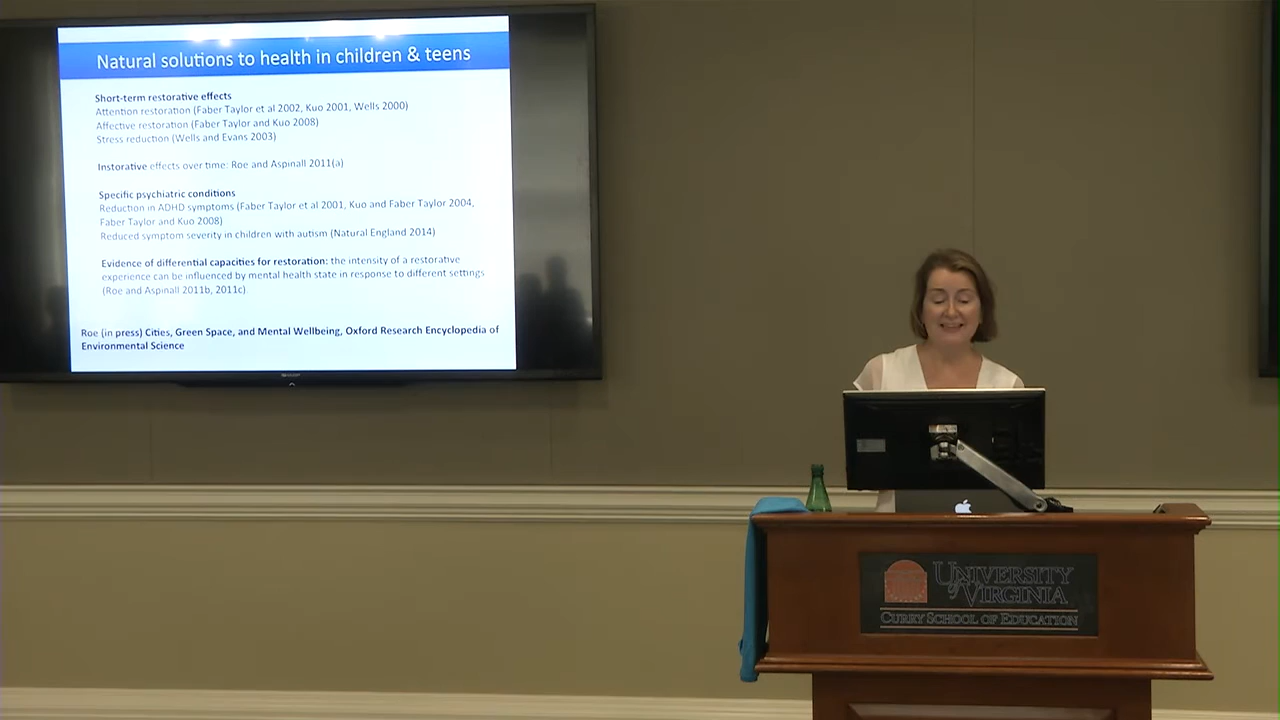 Natural solutions to health in children & teens
Short-term restorative effects
Attention restoration (Faber Taylor et al 2002, Kuo 2001, Wells 2000)
Affective restoration (Faber Taylor and Kuo 2008)
Stress reduction (Wells and Evans 2003)
Instorative effects over time: Roe and Aspinall 2011(a)
Specific psychiatric conditions
Reduction in ADHD symptoms (Faber Taylor et al 2001, Kuo and Faber Taylor 2004,
Faber Taylor and Kuo 2008)
Reduced symptom severity in children with autism (Natural England 2014)
Evidence of differential capacities for restoration: the intensity of a restorative
experience can be influenced by mental health state in response to different settings
(Roe and Aspinall 2011b, 2011c).
Roe (in press) Cities, Green Space, and Mental Wellbeing, Oxford Research Encyclopedia of
Environmental Science
SHARP
UNIVERSITY
of VIRGINIA
CURRY SCHOOL OF EDUCATION